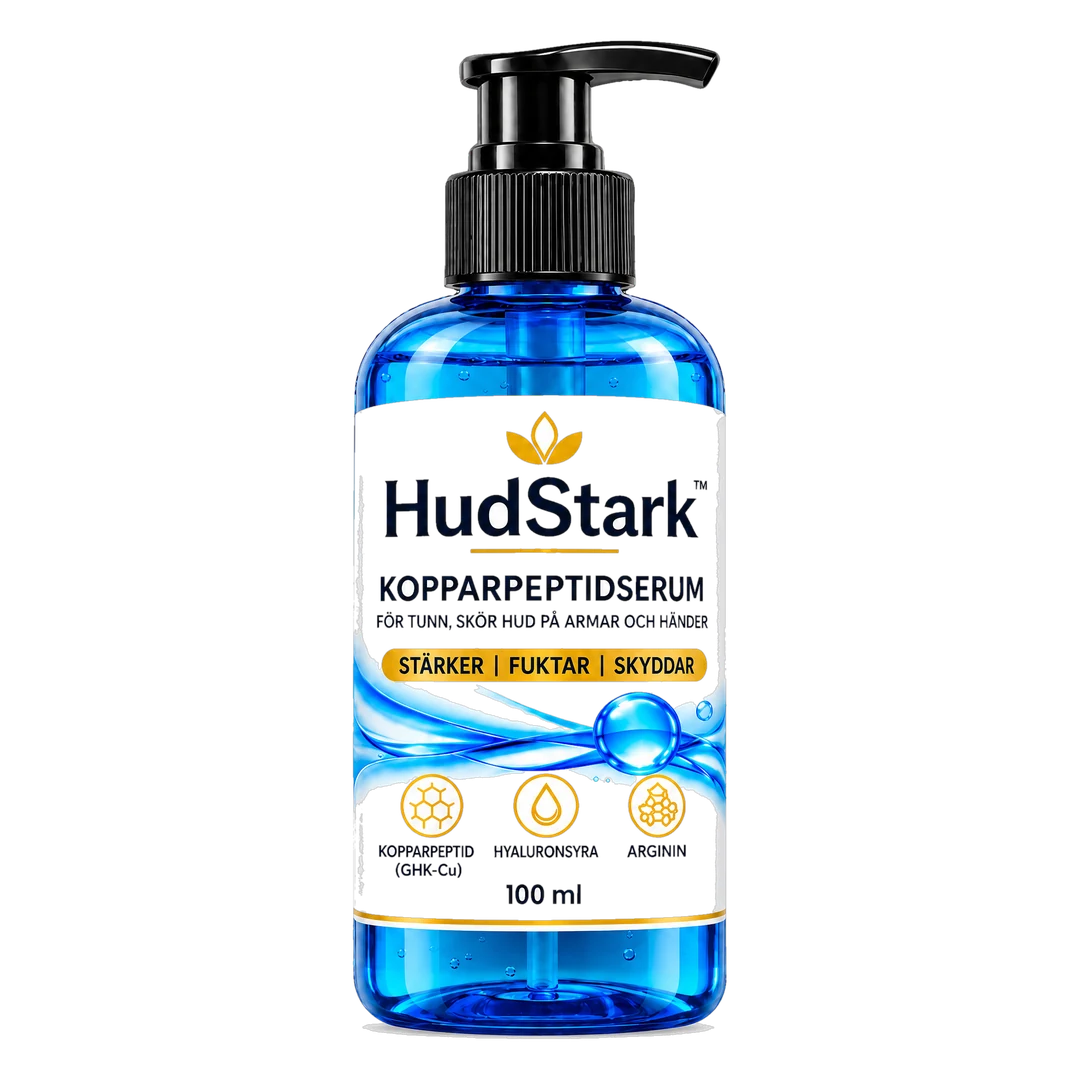 HudStark™
KOPPARPEPTIDSERUM
FÖR TUNN, SKÖR HUD PÅ ARMAR OCH HÄNDER
STÄRKER | FUKTAR | SKYDDAR
KOPPARPEPTID
(GHK-Cu)
HYALURONSYRA
ARGININ
100 ml